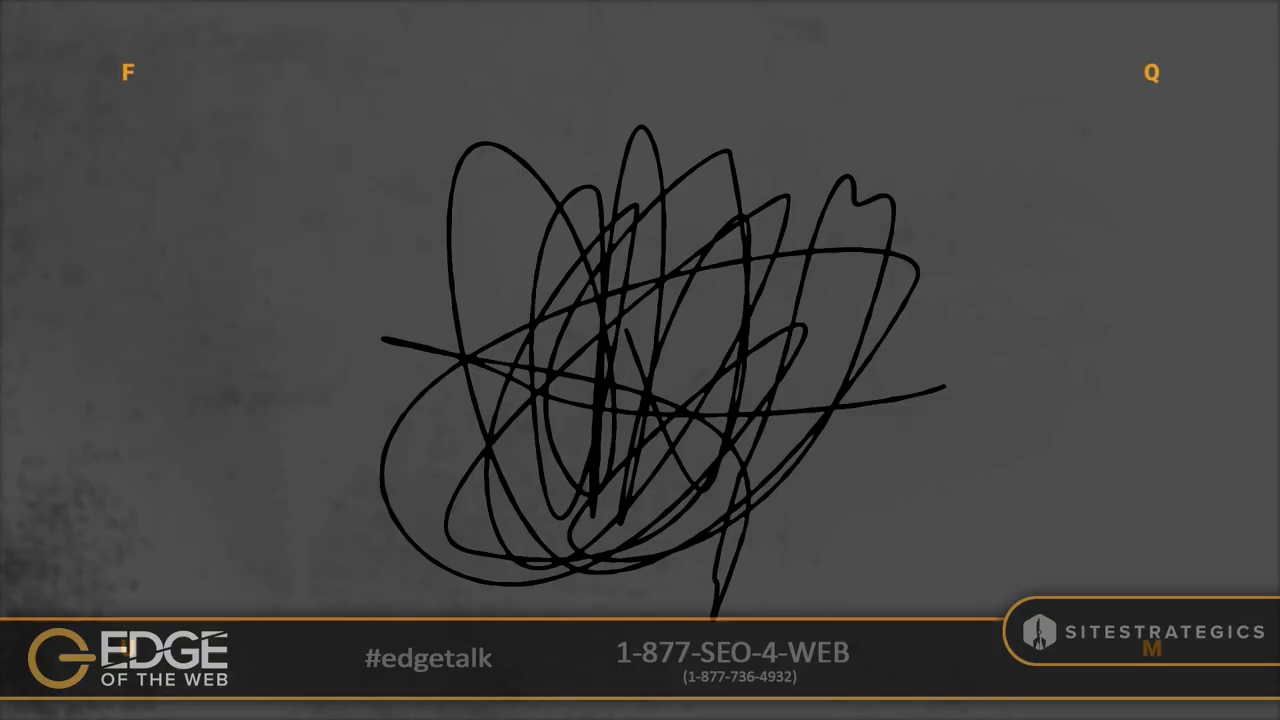 F
Q
EDGE
OF THE WEB
#edgetalk
1-877-SEO-4-WEB
(1-877-736-4932)
SITESTRATEGICS
M